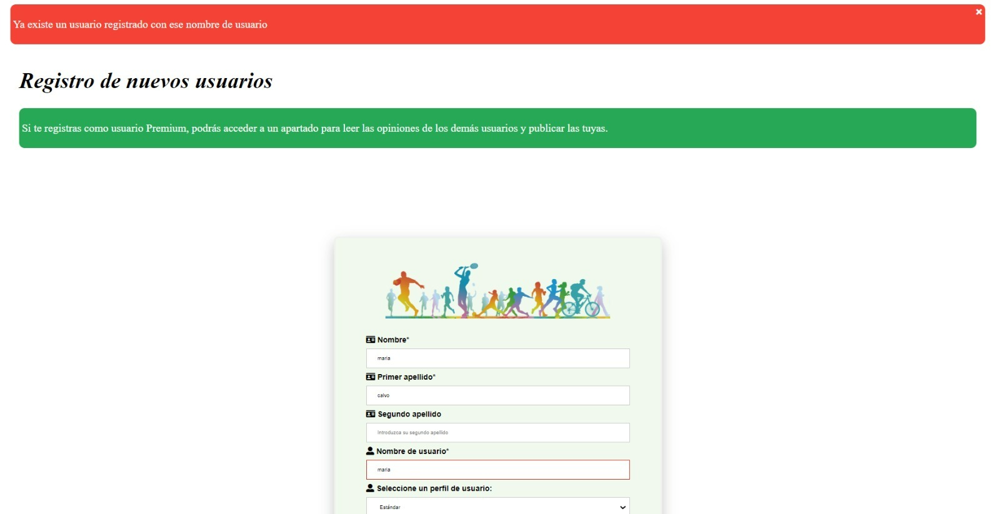 Ya existe un usuario registrado con ese nombre de usuario
Registro de nuevos usuarios
Si te registras como usuario Premium, podrás acceder a un apartado para leer las opiniones de los demás usuarios y publicar las tuyas.
Nombre*
maria
Primer apellido*
calvo
Segundo apellido
Introduzca su segundo apellido
Nombre de usuario*
maria
Seleccione un perfil de usuario:
Estándar